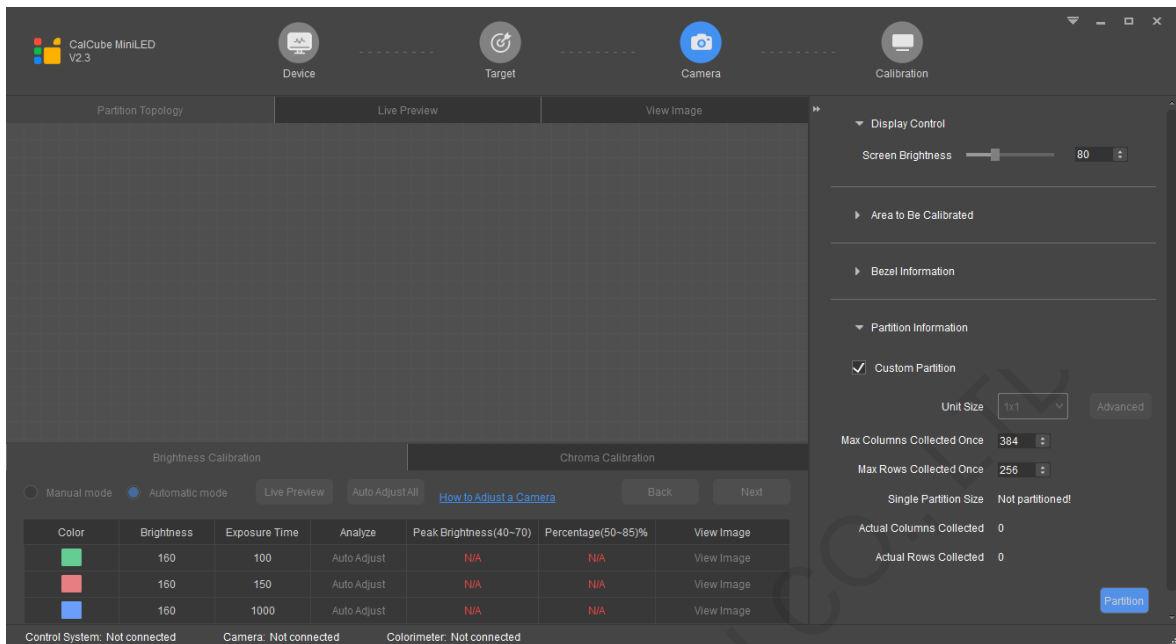 CalCube MiniLED
V2.3
Device
Target
Camera
Calibration
Partition Topology
Live Preview
View Image
Display Control
Screen Brightness 80
Area to Be Calibrated
Bezel Information
Partition Information
Custom Partition
Unit Size 1x1 Advanced
Max Columns Collected Once 384
Max Rows Collected Once 256
Single Partition Size Not partitioned!
Actual Columns Collected 0
Actual Rows Collected 0
Partition
Brightness Calibration
Chroma Calibration
Manual mode Automatic mode Live Preview Auto Adjust All How to Adjust a Camera Back Next
Color Brightness Exposure Time Analyze Peak Brightness(40~70) Percentage(50~85)% View Image
160 100 Auto Adjust N/A N/A View Image
160 150 Auto Adjust N/A N/A View Image
160 1000 Auto Adjust N/A N/A View Image
Control System: Not connected Camera: Not connected Colorimeter: Not connected